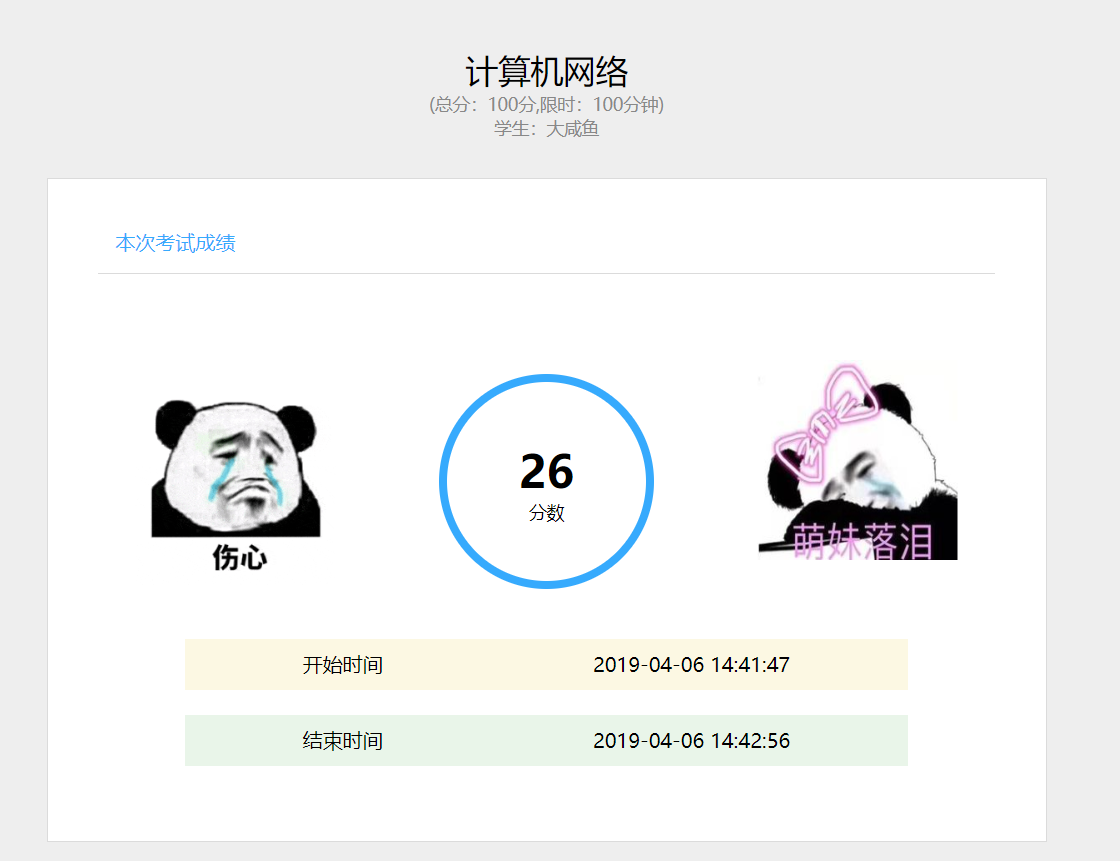 计算机网络
(总分：100分,限时：100分钟)
学生：大咸鱼
本次考试成绩
26
分数
伤心
萌妹落泪
开始时间 2019-04-06 14:41:47
结束时间 2019-04-06 14:42:56